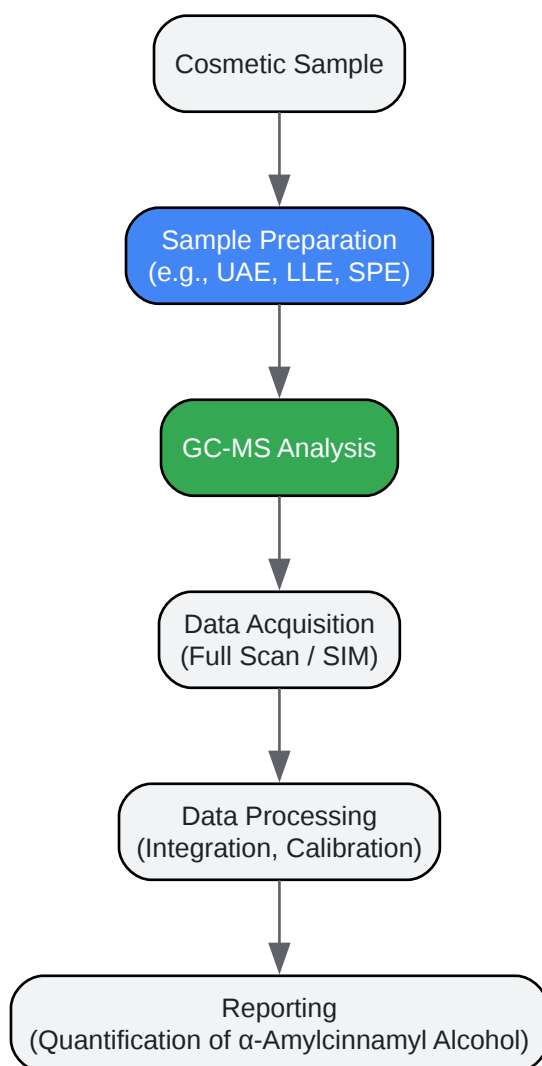 Cosmetic Sample
Sample Preparation
(e.g., UAE, LLE, SPE)
GC-MS Analysis
Data Acquisition
(Full Scan / SIM)
Data Processing
(Integration, Calibration)
Reporting
(Quantification of α-Amylcinnamyl Alcohol)